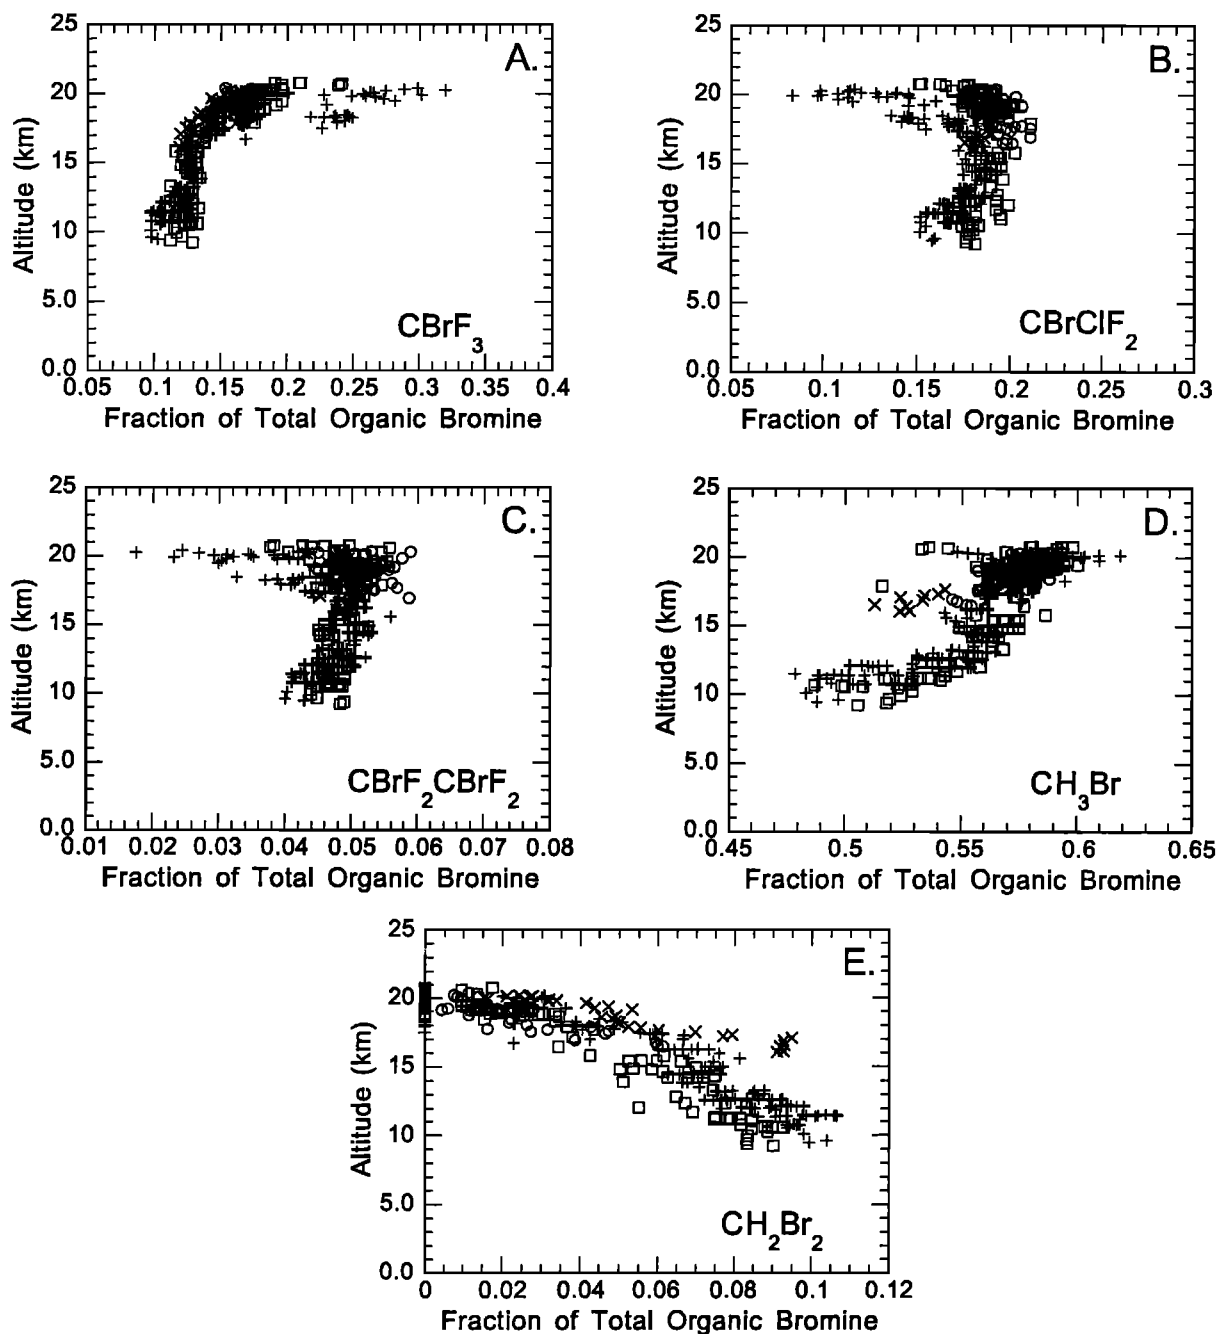 A.
25
20
15
10
5.0
0.0
Altitude (km)
CBrF3
0.05 0.1 0.15 0.2 0.25 0.3 0.35 0.4
Fraction of Total Organic Bromine
B.
25
20
15
10
5.0
0.0
Altitude (km)
CBrClF2
0.05 0.1 0.15 0.2 0.25 0.3
Fraction of Total Organic Bromine
C.
25
20
15
10
5.0
0.0
Altitude (km)
CBrF2CBrF2
0.01 0.02 0.03 0.04 0.05 0.06 0.07 0.08
Fraction of Total Organic Bromine
D.
25
20
15
10
5.0
0.0
Altitude (km)
CH3Br
0.45 0.5 0.55 0.6 0.65
Fraction of Total Organic Bromine
E.
25
20
15
10
5.0
0.0
Altitude (km)
CH2Br2
0 0.02 0.04 0.06 0.08 0.1 0.12
Fraction of Total Organic Bromine